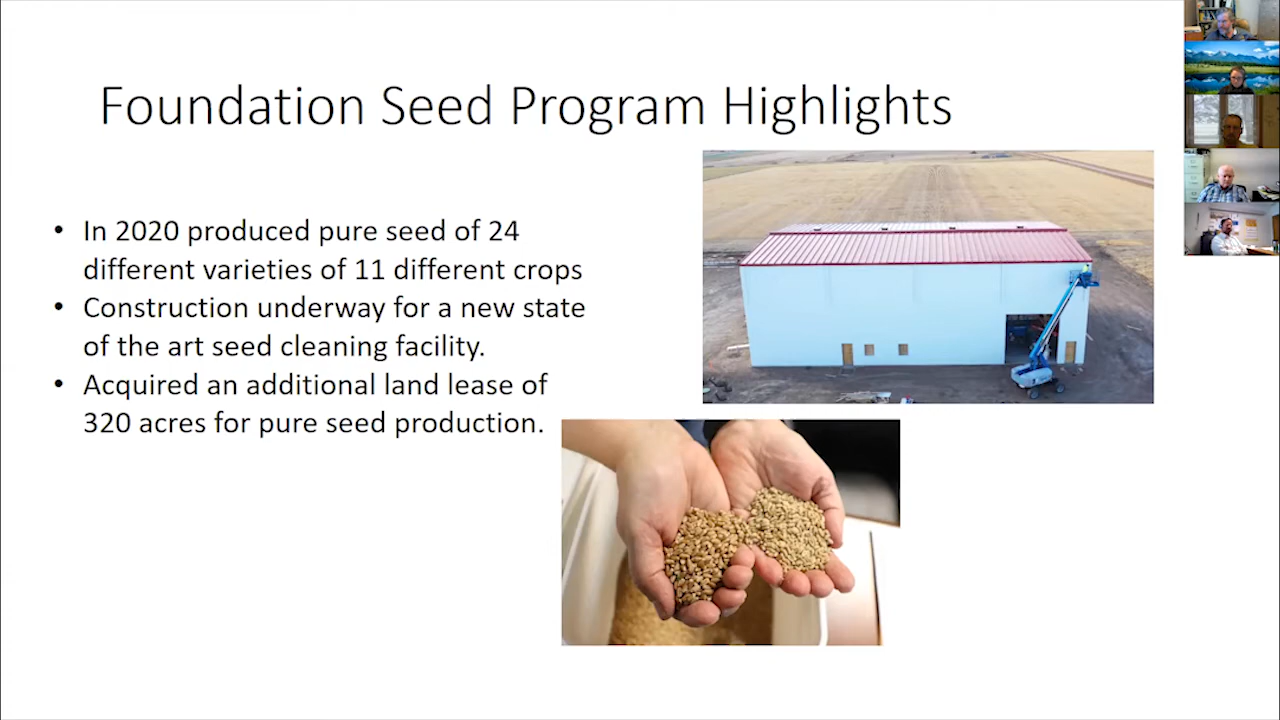 Foundation Seed Program Highlights
• In 2020 produced pure seed of 24
different varieties of 11 different crops
• Construction underway for a new state
of the art seed cleaning facility.
• Acquired an additional land lease of
320 acres for pure seed production.